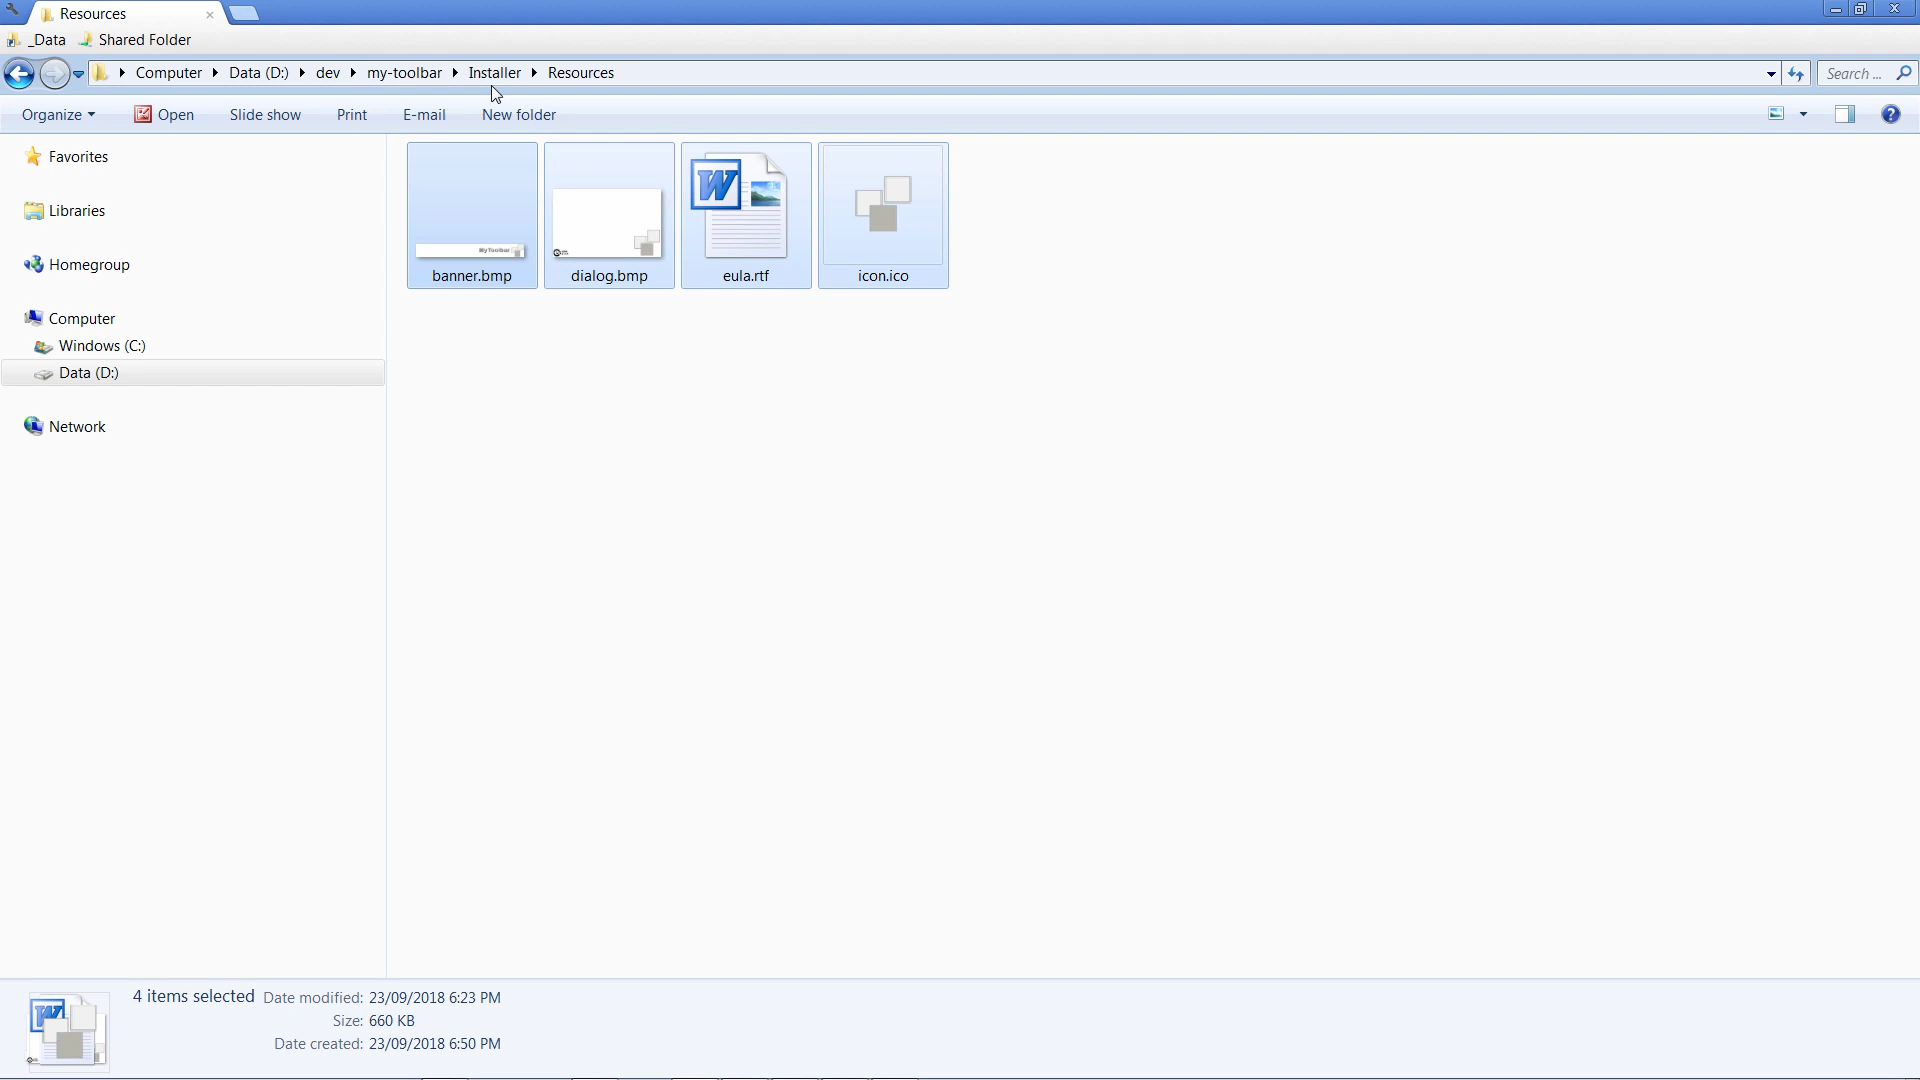 Resources
_Data Shared Folder
Computer Data (D:) dev my-toolbar Installer Resources
Search ...
Organize Open Slide show Print E-mail New folder
Favorites
Libraries
Homegroup
Computer
Windows (C:)
Data (D:)
Network
MyToolbar
W
banner.bmp dialog.bmp eula.rtf icon.ico
W
4 items selected Date modified: 23/09/2018 6:23 PM
Size: 660 KB
Date created: 23/09/2018 6:50 PM